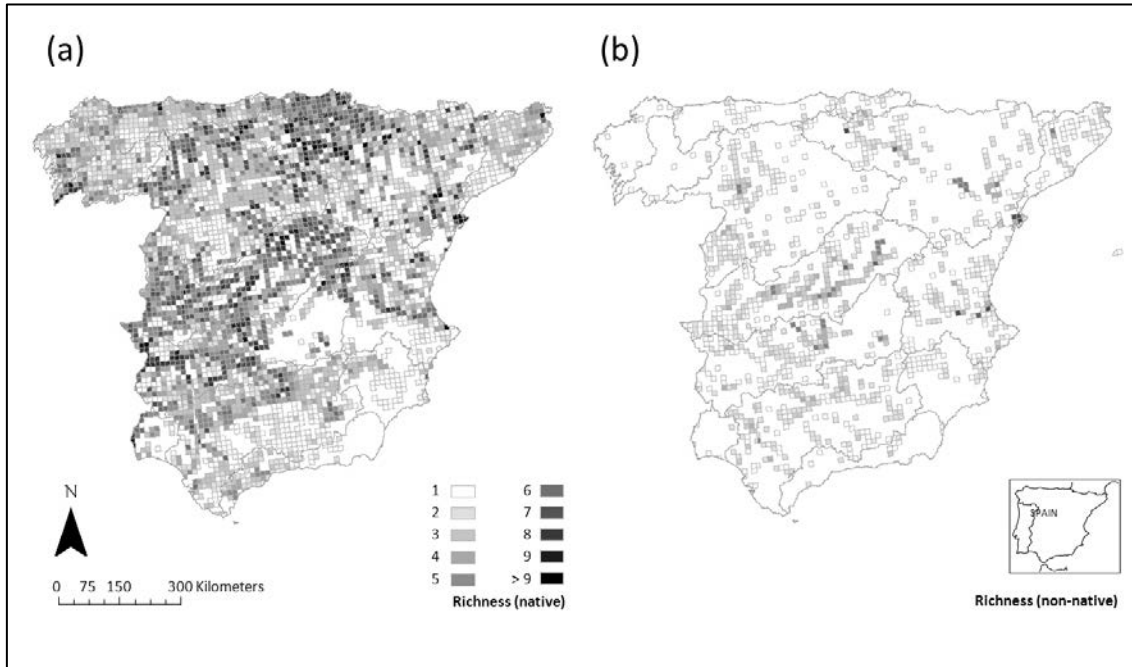 (a)
(b)
N
0 75 150 300 Kilometers
1 6
2 7
3 8
4 9
5 > 9
Richness (native)
SPAIN
Richness (non-native)